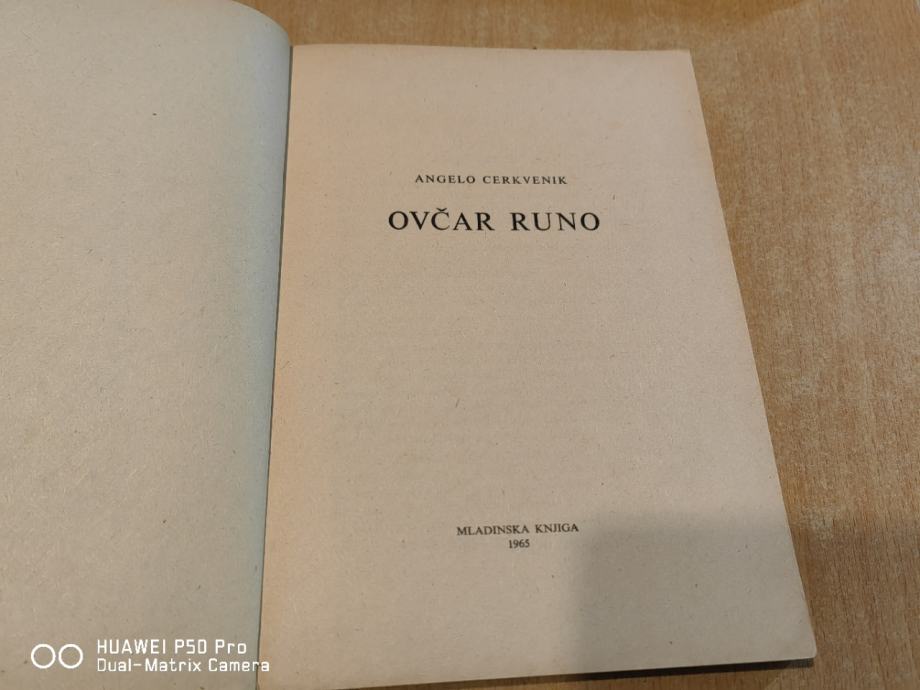 ANGELO CERKVENIK
OVČAR RUNO
MLADINSKA KNJIGA
1965
HUAWEI P50 Pro
Dual-Matrix Camera